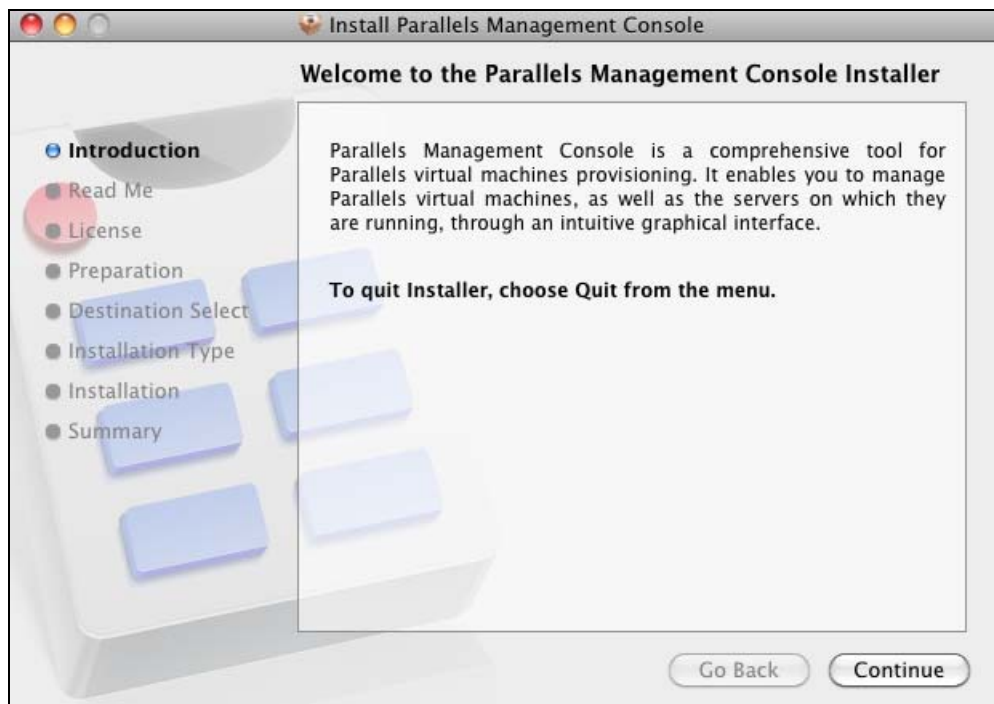 Install Parallels Management Console
Welcome to the Parallels Management Console Installer
Introduction
Read Me
License
Preparation
Destination Select
Installation Type
Installation
Summary
Parallels Management Console is a comprehensive tool for
Parallels virtual machines provisioning. It enables you to manage
Parallels virtual machines, as well as the servers on which they
are running, through an intuitive graphical interface.
To quit Installer, choose Quit from the menu.
Go Back
Continue